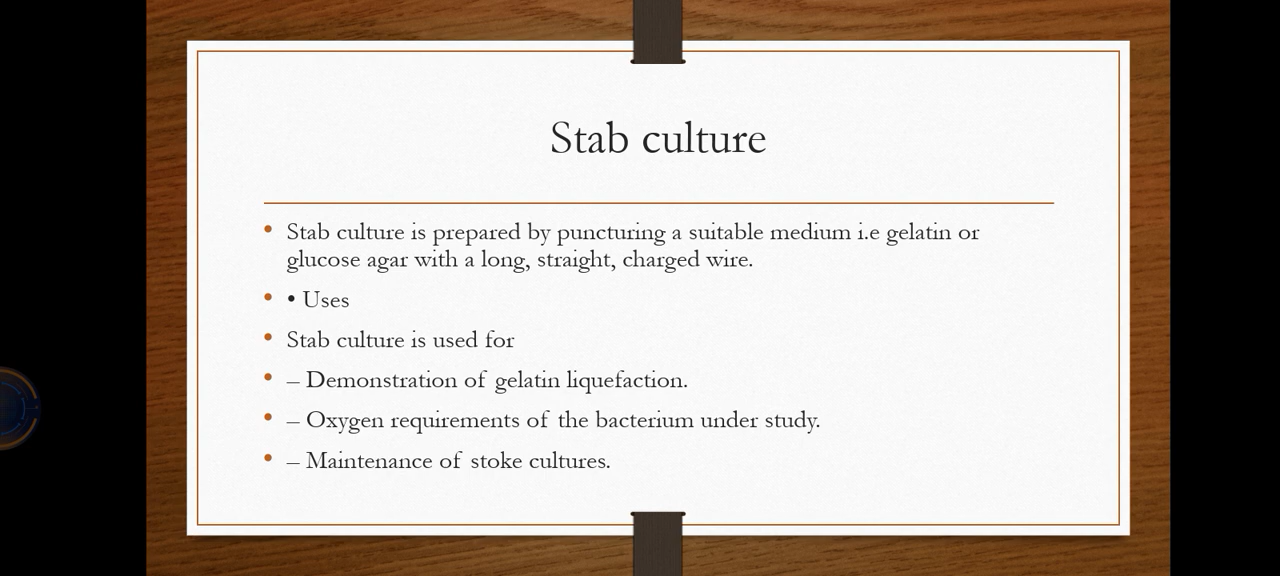 Stab culture
• Stab culture is prepared by puncturing a suitable medium i.e gelatin or
glucose agar with a long, straight, charged wire.
• • Uses
• Stab culture is used for
• – Demonstration of gelatin liquefaction.
• – Oxygen requirements of the bacterium under study.
• – Maintenance of stoke cultures.